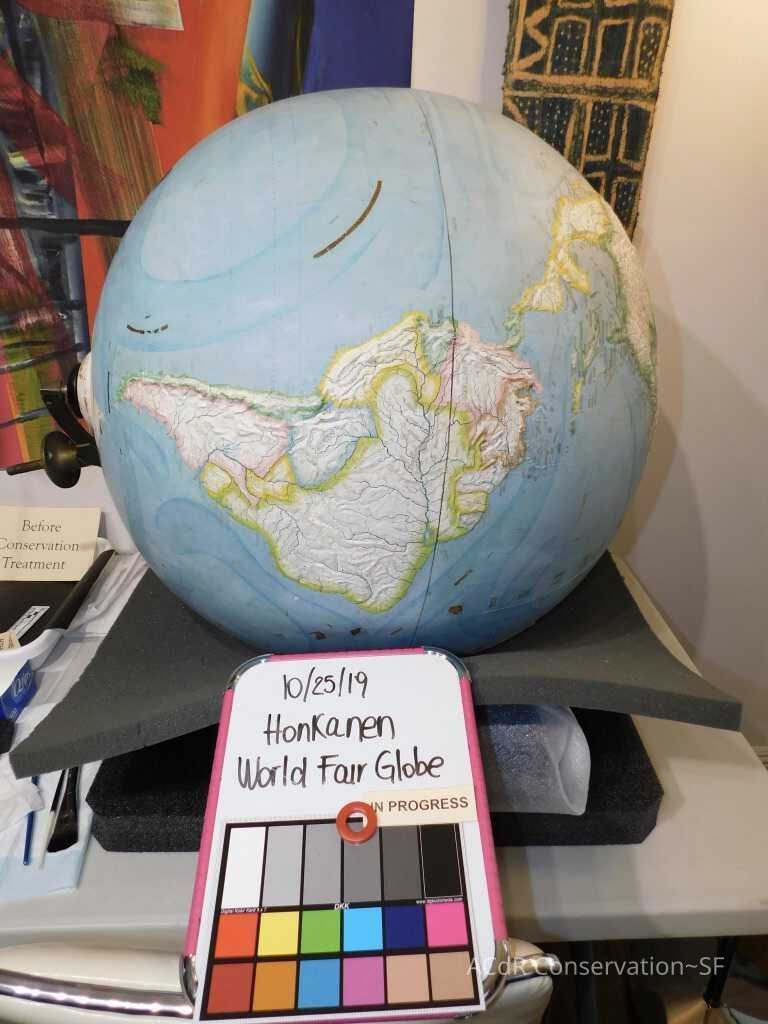 Before
Conservation
Treatment
10/25/19
Honkanen
World Fair Globe
IN PROGRESS
DKK
ACdR Conservation~SF